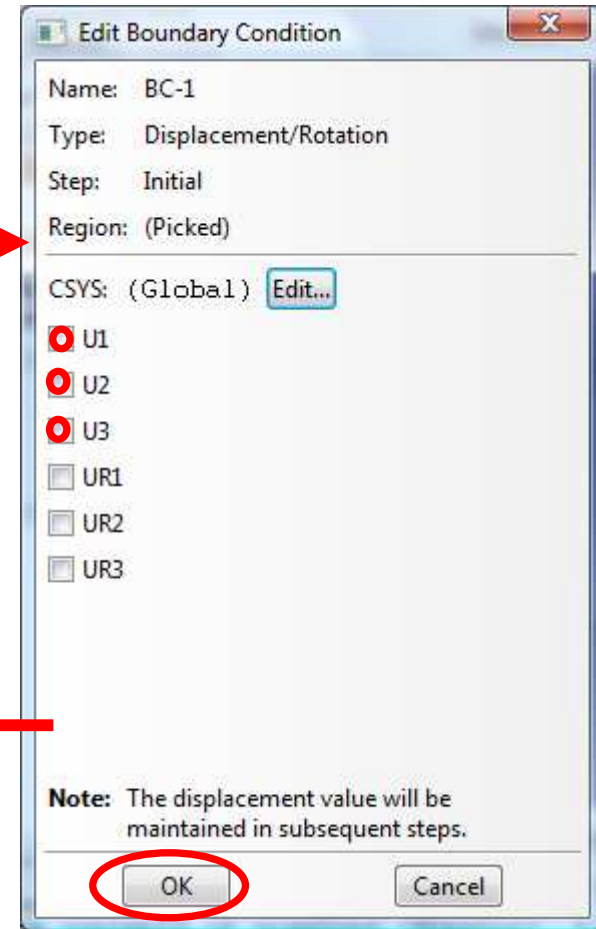 Edit Boundary Condition
Name: BC-1
Type: Displacement/Rotation
Step: Initial
Region: (Picked)
CSYS: (Global) Edit...
U1
U2
U3
UR1
UR2
UR3
Note: The displacement value will be
maintained in subsequent steps.
OK Cancel